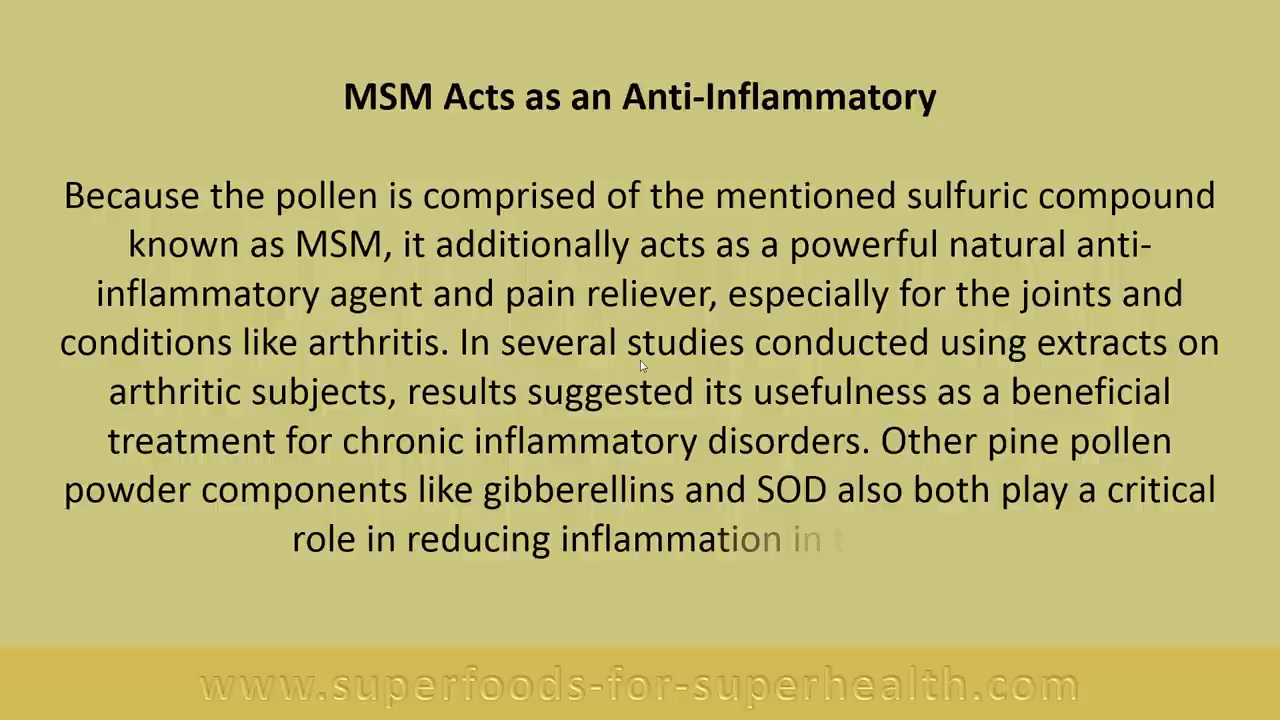 MSM Acts as an Anti-Inflammatory
Because the pollen is comprised of the mentioned sulfuric compound
known as MSM, it additionally acts as a powerful natural anti-
inflammatory agent and pain reliever, especially for the joints and
conditions like arthritis. In several studies conducted using extracts on
arthritic subjects, results suggested its usefulness as a beneficial
treatment for chronic inflammatory disorders. Other pine pollen
powder components like gibberellins and SOD also both play a critical
role in reducing inflammation in t
www.superfoods-for-superhealth.com